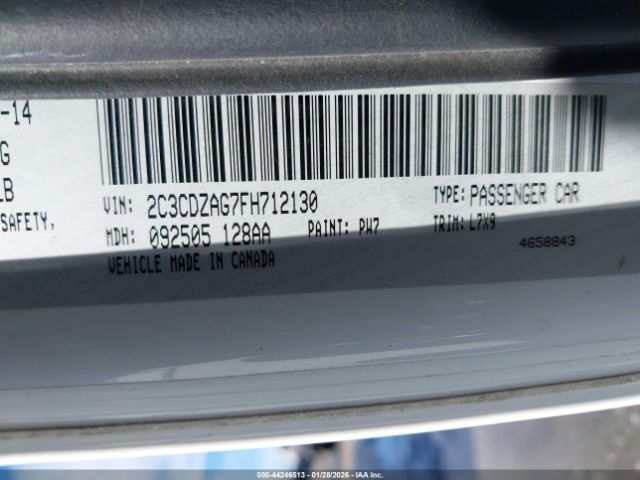 -14
G
LB
SAFETY,
VIN: 2C3CDZAG7FH712130
TYPE: PASSENGER CAR
MDH: 092505 128AA
PAINT: PW7
TRIM: L7X9
VEHICLE MADE IN CANADA
4658843
000-44246513 | 01/28/2026 | IAA Inc.